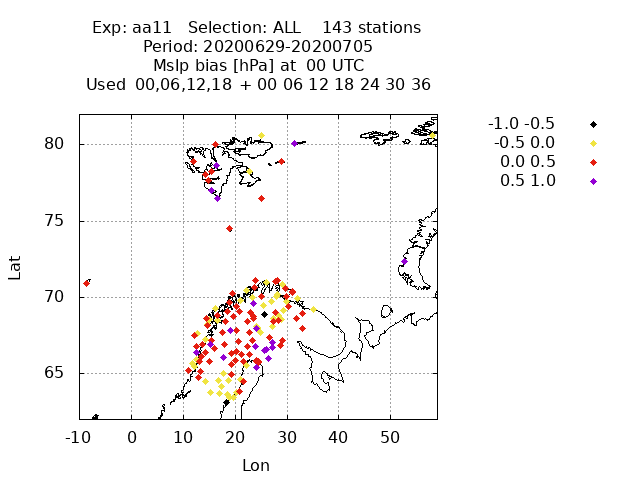 Exp: aa11 Selection: ALL 143 stations
Period: 20200629-20200705
Mslp bias [hPa] at 00 UTC
Used 00,06,12,18 + 00 06 12 18 24 30 36
-1.0 -0.5
-0.5 0.0
0.0 0.5
0.5 1.0
80
75
70
65
Lat
-10 0 10 20 30 40 50
Lon